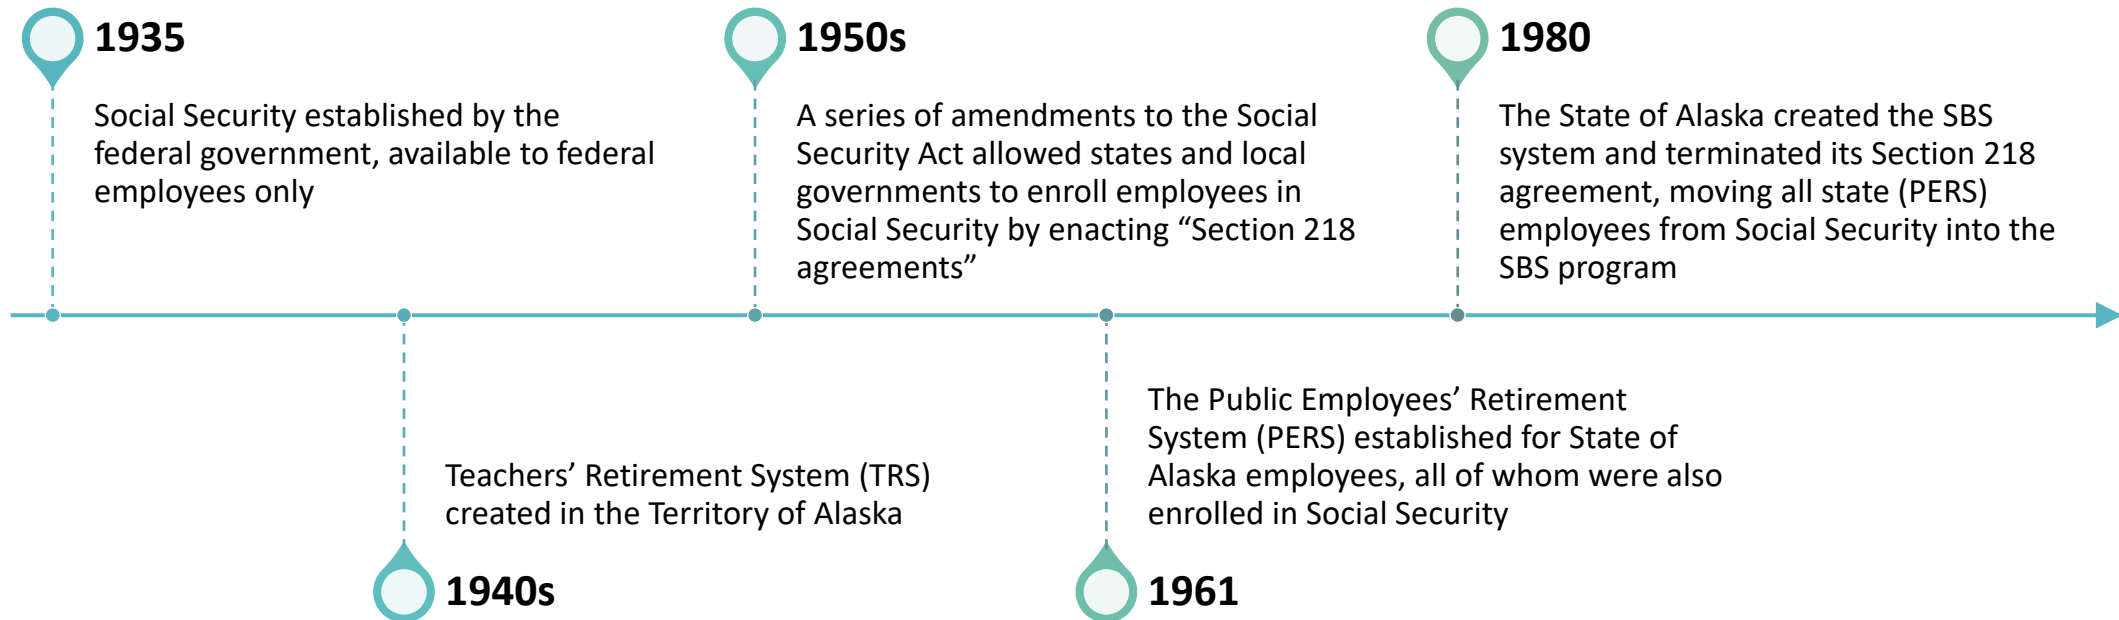 1935
Social Security established by the
federal government, available to federal
employees only
1940s
Teachers’ Retirement System (TRS)
created in the Territory of Alaska
1950s
A series of amendments to the Social
Security Act allowed states and local
governments to enroll employees in
Social Security by enacting “Section 218
agreements”
1961
The Public Employees’ Retirement
System (PERS) established for State of
Alaska employees, all of whom were also
enrolled in Social Security
1980
The State of Alaska created the SBS
system and terminated its Section 218
agreement, moving all state (PERS)
employees from Social Security into the
SBS program